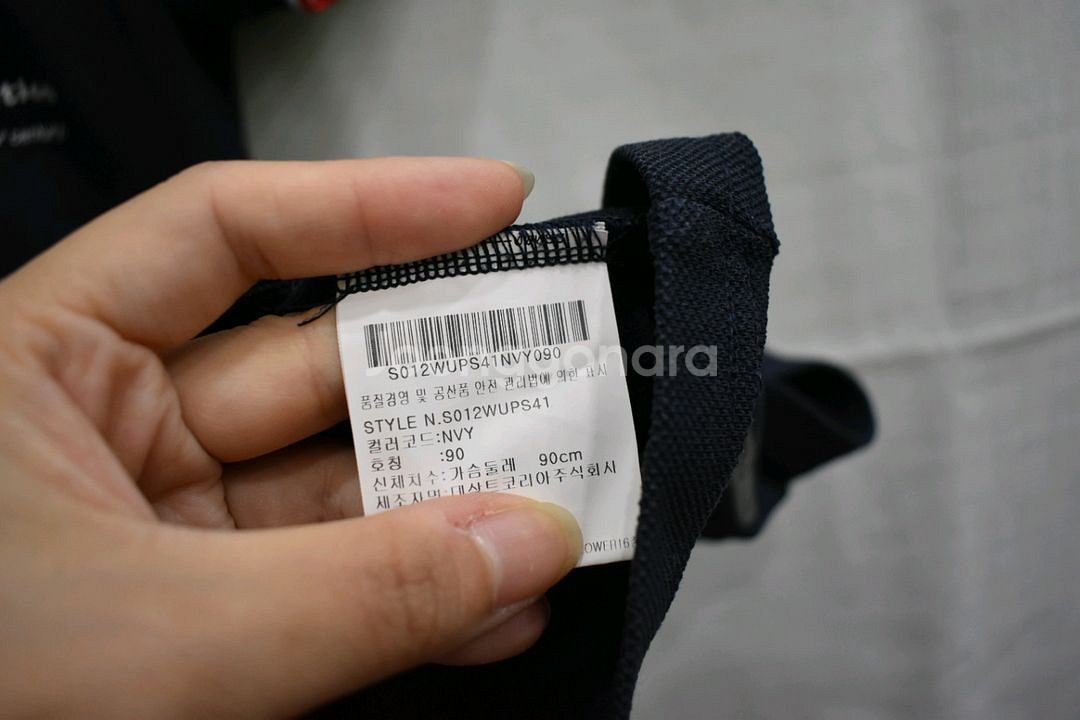 S012WUPS41NVY090
품질경영 및 공산품 안전 관리법에 의한 표시
STYLE N.S012WUPS41
컬러코드:NVY
호칭 :90
신체치수:가슴둘레 90cm
제조자명:데상트코리아주식회사